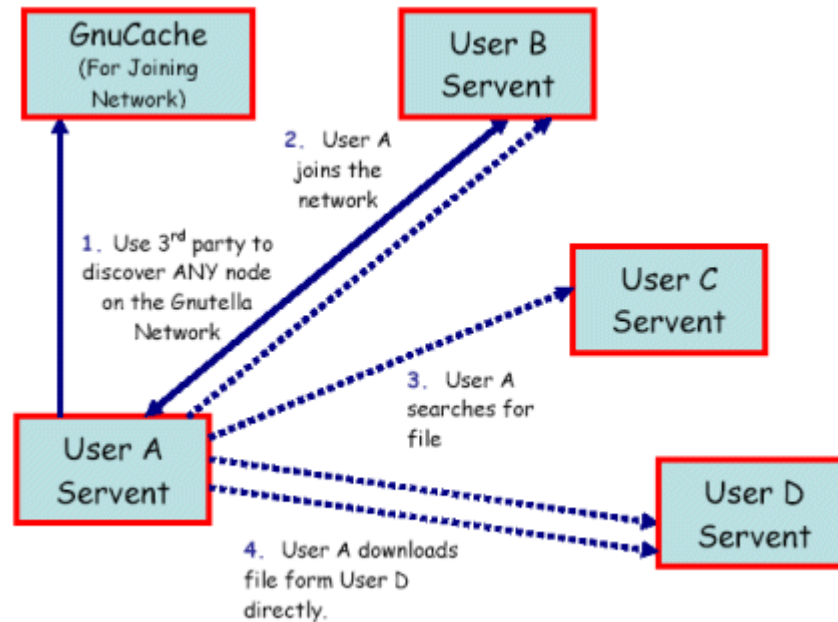 GnuCache
(For Joining
Network)
User B
Servent
2. User A
joins the
network
1. Use 3rd party to
discover ANY node
on the Gnutella
Network
User C
Servent
3. User A
searches for
file
User A
Servent
User D
Servent
4. User A downloads
file form User D
directly.